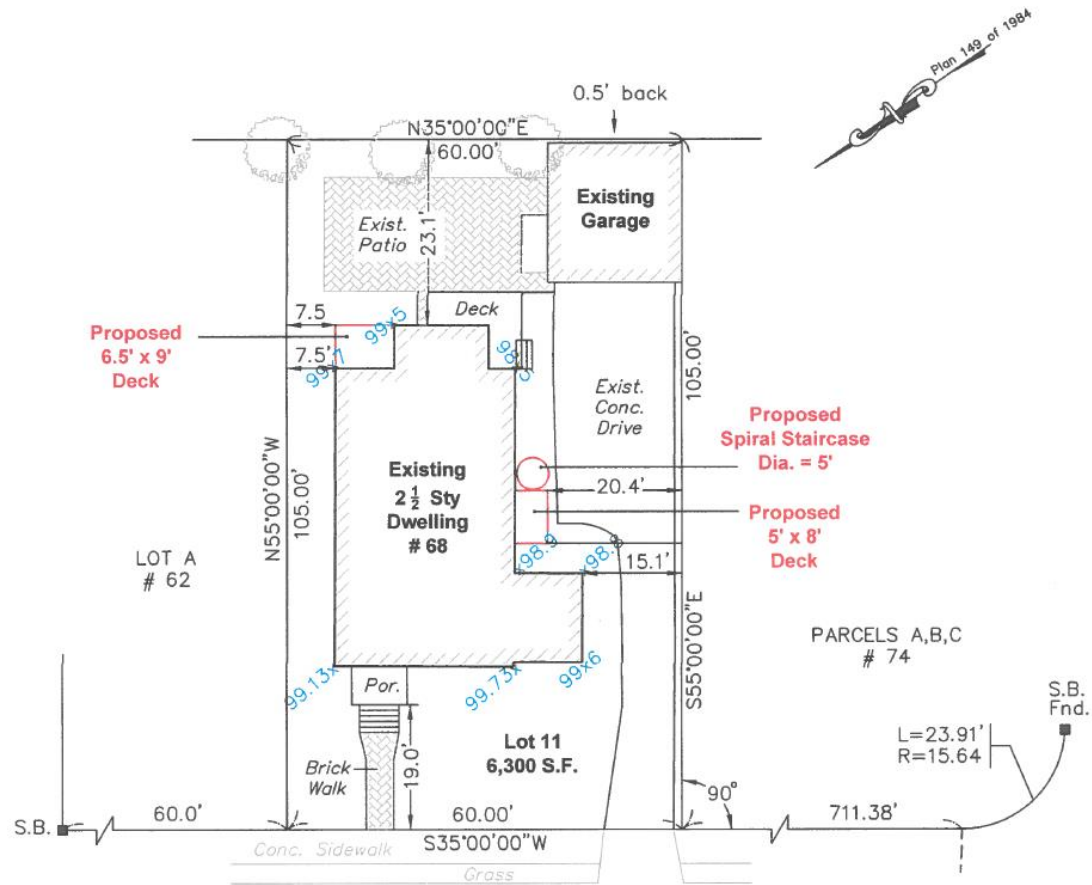 Plan 149 of 1984
0.5' back
N35°00'00"E
60.00'
Existing
Garage
Exist.
Patio
23.1'
Deck
7.5
99x5
Proposed
6.5' x 9'
Deck
7.5'
99x7
Exist.
Conc.
Drive
105.00'
Proposed
Spiral Staircase
Dia. = 5'
Existing
2 1/2 Sty
Dwelling
# 68
20.4'
Proposed
5' x 8'
Deck
N55°00'00"W
105.00'
LOT A
# 62
x98.9
15.1'
S55°00'00"E
PARCELS A,B,C
# 74
99.13x
99.73x
99x6
Por.
S.B.
Fnd.
L=23.91'
R=15.64
Lot 11
6,300 S.F.
19.0'
Brick
Walk
90°
S.B.
60.0'
60.00'
711.38'
S35°00'00"W
Conc. Sidewalk
Grass